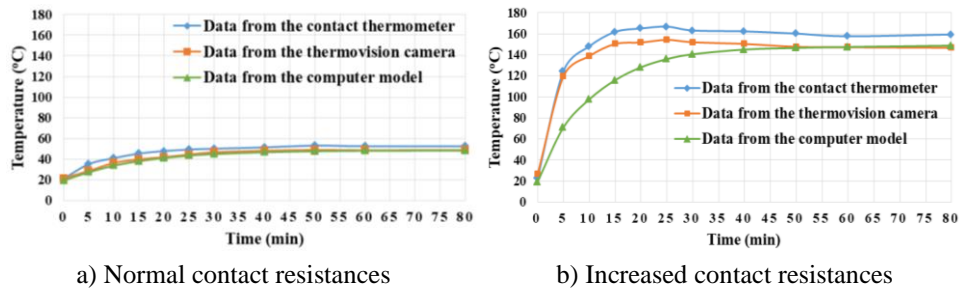 180
160
140
120
100
80
60
40
20
0
Temperature (°C)
Data from the contact thermometer
Data from the thermovision camera
Data from the computer model
0 5 10 15 20 25 30 35 40 45 50 55 60 65 70 75 80
Time (min)
a) Normal contact resistances
180
160
140
120
100
80
60
40
20
0
Temperature (°C)
Data from the contact thermometer
Data from the thermovision camera
Data from the computer model
0 5 10 15 20 25 30 35 40 45 50 55 60 65 70 75 80
Time (min)
b) Increased contact resistances